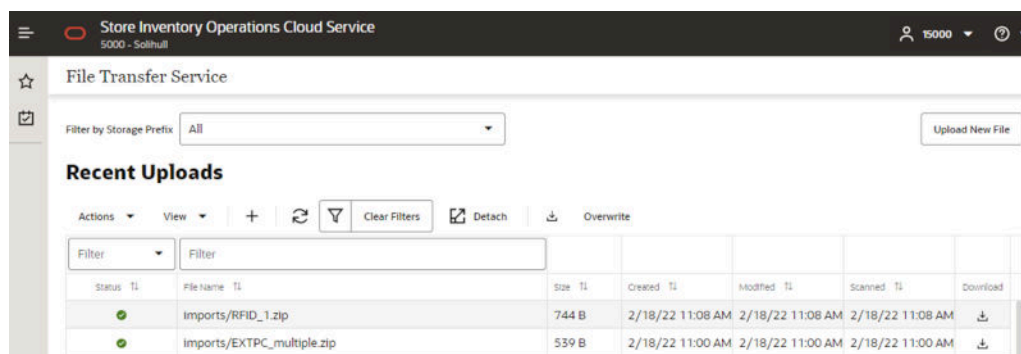 Store Inventory Operations Cloud Service
5000 - Solihull
15000
File Transfer Service
Filter by Storage Prefix All
Upload New File
Recent Uploads
Actions View Clear Filters Detach Overwrite
Filter Filter
Status File Name Size Created Modified Scanned Download
imports/RFID_1.zip 744 B 2/18/22 11:08 AM 2/18/22 11:08 AM 2/18/22 11:08 AM
imports/EXTPC_multiple.zip 539 B 2/18/22 11:00 AM 2/18/22 11:00 AM 2/18/22 11:00 AM